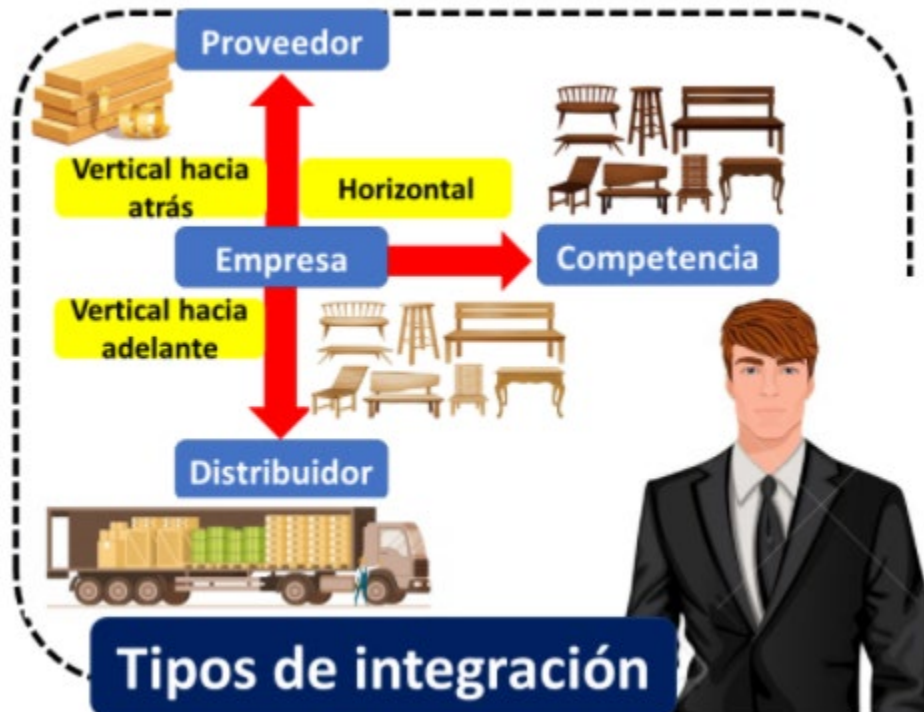 Proveedor
Vertical hacia
atrás
Horizontal
Empresa
Competencia
Vertical hacia
adelante
Distribuidor
Tipos de integración